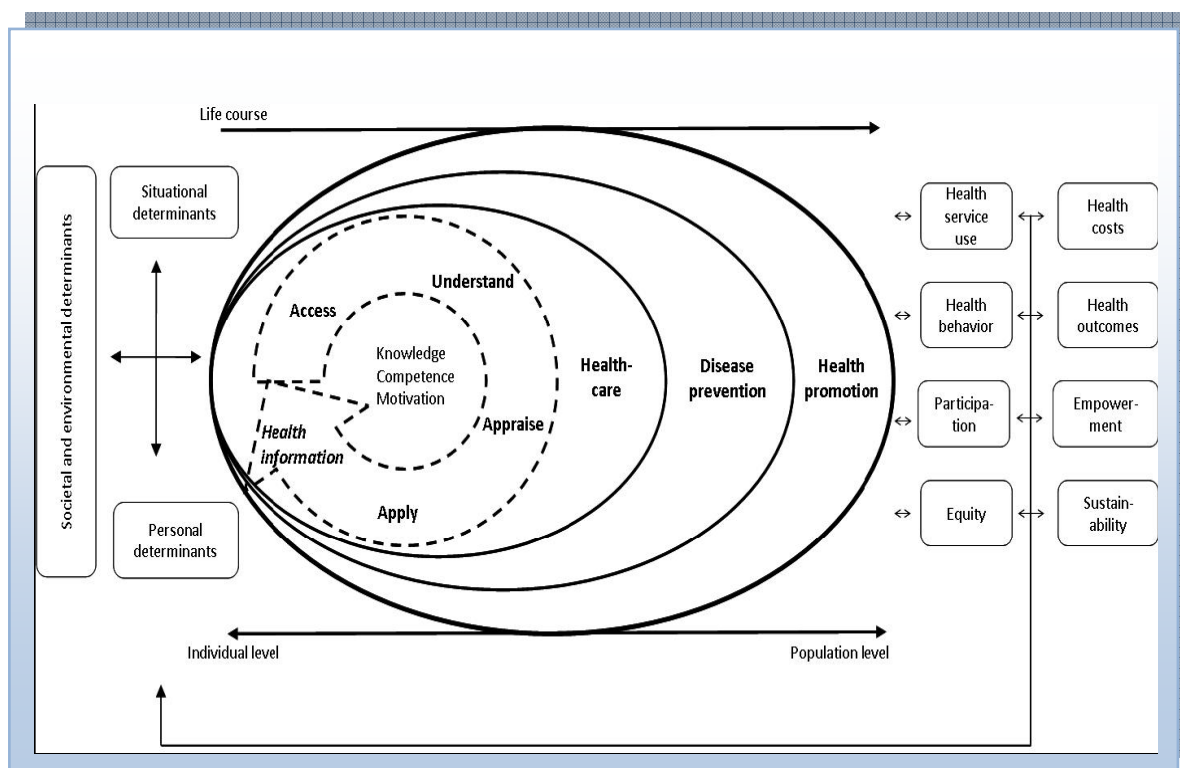 Life course
Societal and environmental determinants
Situational
determinants
Personal
determinants
Access
Understand
Knowledge
Competence
Motivation
Appraise
Health
information
Apply
Health-
care
Disease
prevention
Health
promotion
Health
service
use
Health
costs
Health
behavior
Health
outcomes
Participa-
tion
Empower-
ment
Equity
Sustain-
ability
Individual level
Population level